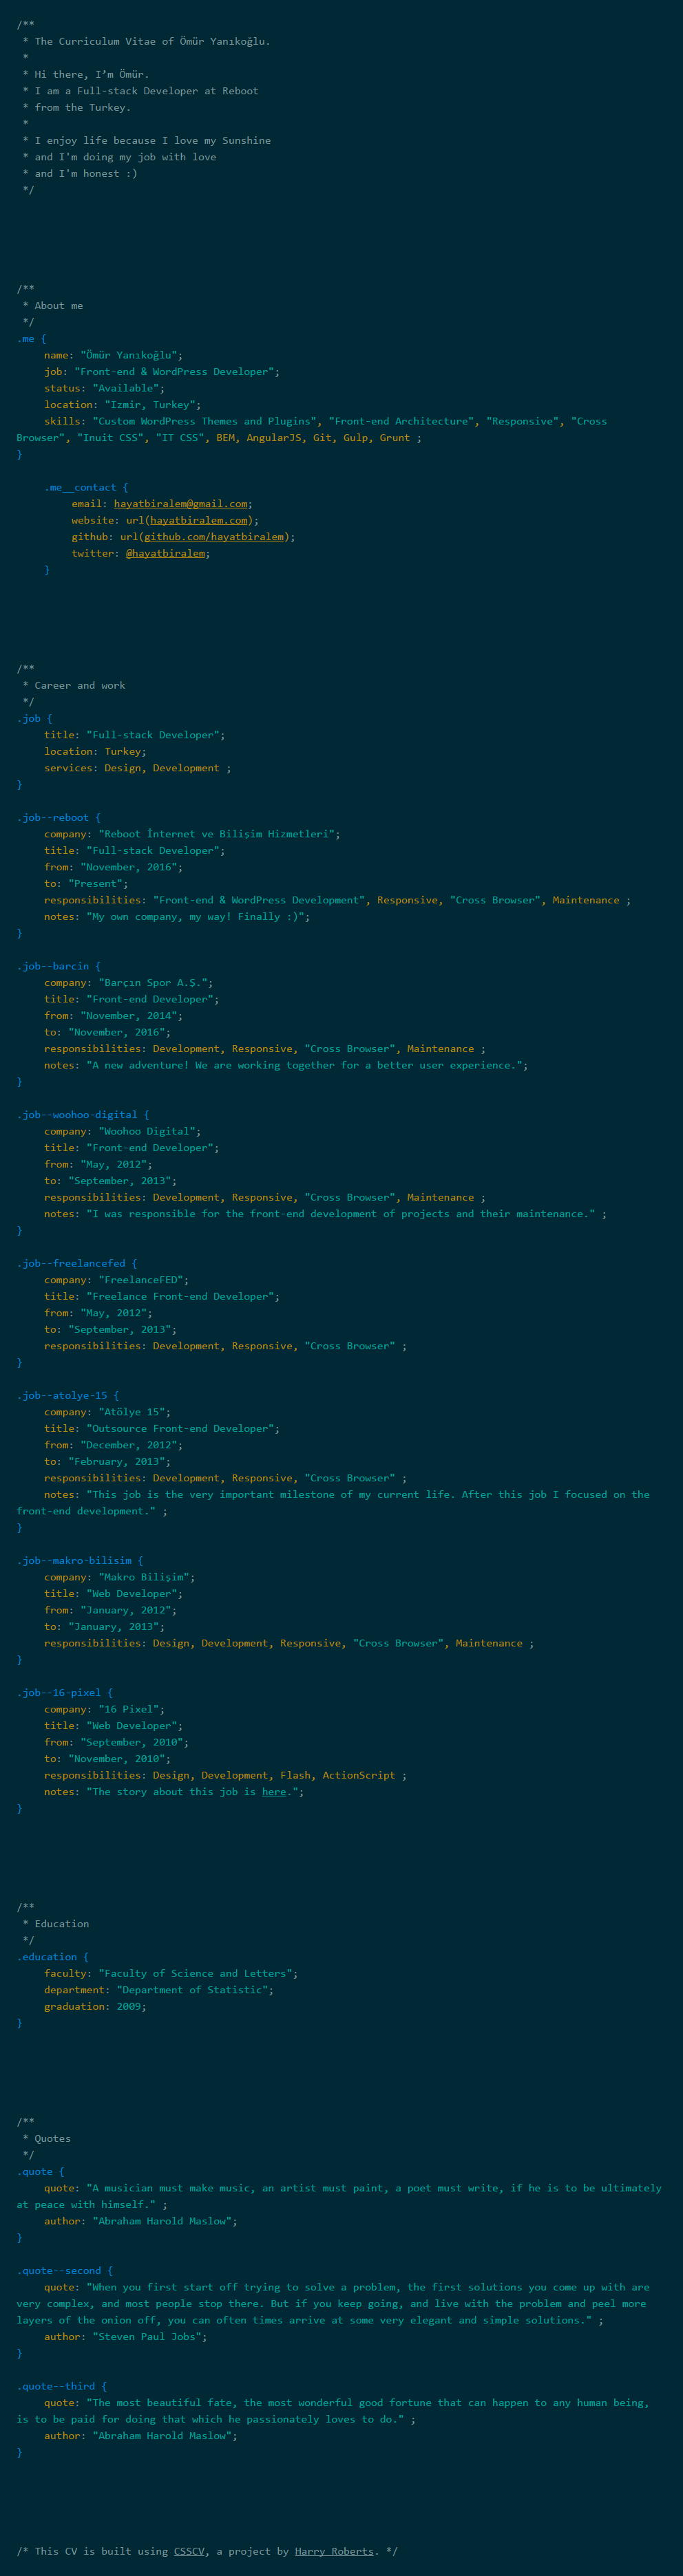 /**
 * The Curriculum Vitae of Ömür Yanıkoğlu.
 *
 * Hi there, I’m Ömür.
 * I am a Full-stack Developer at Reboot
 * from the Turkey.
 *
 * I enjoy life because I love my Sunshine
 * and I'm doing my job with love
 * and I'm honest :)
 */
/**
 * About me
 */
.me {
    name: "Ömür Yanıkoğlu";
    job: "Front-end & WordPress Developer";
    status: "Available";
    location: "Izmir, Turkey";
    skills: "Custom WordPress Themes and Plugins", "Front-end Architecture", "Responsive", "Cross
Browser", "Inuit CSS", "IT CSS", BEM, AngularJS, Git, Gulp, Grunt ;
}
    .me__contact {
        email: hayatbiralem@gmail.com;
        website: url(hayatbiralem.com);
        github: url(github.com/hayatbiralem);
        twitter: @hayatbiralem;
    }
/**
 * Career and work
 */
.job {
    title: "Full-stack Developer";
    location: Turkey;
    services: Design, Development ;
}
.job--reboot {
    company: "Reboot İnternet ve Bilişim Hizmetleri";
    title: "Full-stack Developer";
    from: "November, 2016";
    to: "Present";
    responsibilities: "Front-end & WordPress Development", Responsive, "Cross Browser", Maintenance ;
    notes: "My own company, my way! Finally :)";
}
.job--barcin {
    company: "Barçın Spor A.Ş.";
    title: "Front-end Developer";
    from: "November, 2014";
    to: "November, 2016";
    responsibilities: Development, Responsive, "Cross Browser", Maintenance ;
    notes: "A new adventure! We are working together for a better user experience.";
}
.job--woohoo-digital {
    company: "Woohoo Digital";
    title: "Front-end Developer";
    from: "May, 2012";
    to: "September, 2013";
    responsibilities: Development, Responsive, "Cross Browser", Maintenance ;
    notes: "I was responsible for the front-end development of projects and their maintenance." ;
}
.job--freelancefed {
    company: "FreelanceFED";
    title: "Freelance Front-end Developer";
    from: "May, 2012";
    to: "September, 2013";
    responsibilities: Development, Responsive, "Cross Browser" ;
}
.job--atolye-15 {
    company: "Atölye 15";
    title: "Outsource Front-end Developer";
    from: "December, 2012";
    to: "February, 2013";
    responsibilities: Development, Responsive, "Cross Browser" ;
    notes: "This job is the very important milestone of my current life. After this job I focused on the
front-end development." ;
}
.job--makro-bilisim {
    company: "Makro Bilişim";
    title: "Web Developer";
    from: "January, 2012";
    to: "January, 2013";
    responsibilities: Design, Development, Responsive, "Cross Browser", Maintenance ;
}
.job--16-pixel {
    company: "16 Pixel";
    title: "Web Developer";
    from: "September, 2010";
    to: "November, 2010";
    responsibilities: Design, Development, Flash, ActionScript ;
    notes: "The story about this job is here.";
}
/**
 * Education
 */
.education {
    faculty: "Faculty of Science and Letters";
    department: "Department of Statistic";
    graduation: 2009;
}
/**
 * Quotes
 */
.quote {
    quote: "A musician must make music, an artist must paint, a poet must write, if he is to be ultimately
at peace with himself." ;
    author: "Abraham Harold Maslow";
}
.quote--second {
    quote: "When you first start off trying to solve a problem, the first solutions you come up with are
very complex, and most people stop there. But if you keep going, and live with the problem and peel more
layers of the onion off, you can often times arrive at some very elegant and simple solutions." ;
    author: "Steven Paul Jobs";
}
.quote--third {
    quote: "The most beautiful fate, the most wonderful good fortune that can happen to any human being,
is to be paid for doing that which he passionately loves to do." ;
    author: "Abraham Harold Maslow";
}
/* This CV is built using CSSCV, a project by Harry Roberts. */